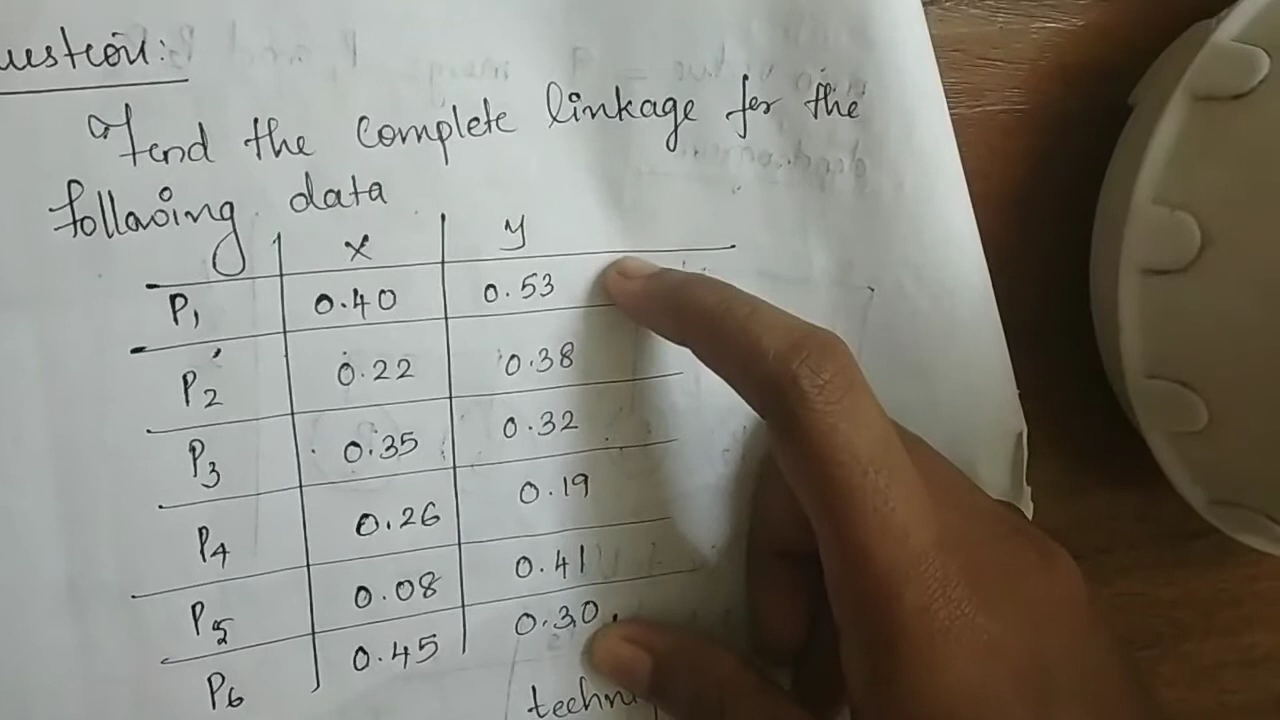 uestion:
Find the complete linkage for the
following data
x y
P1 0.40 0.53
P2 0.22 0.38
P3 0.35 0.32
P4 0.26 0.19
P5 0.08 0.41
P6 0.45 0.30.
techni